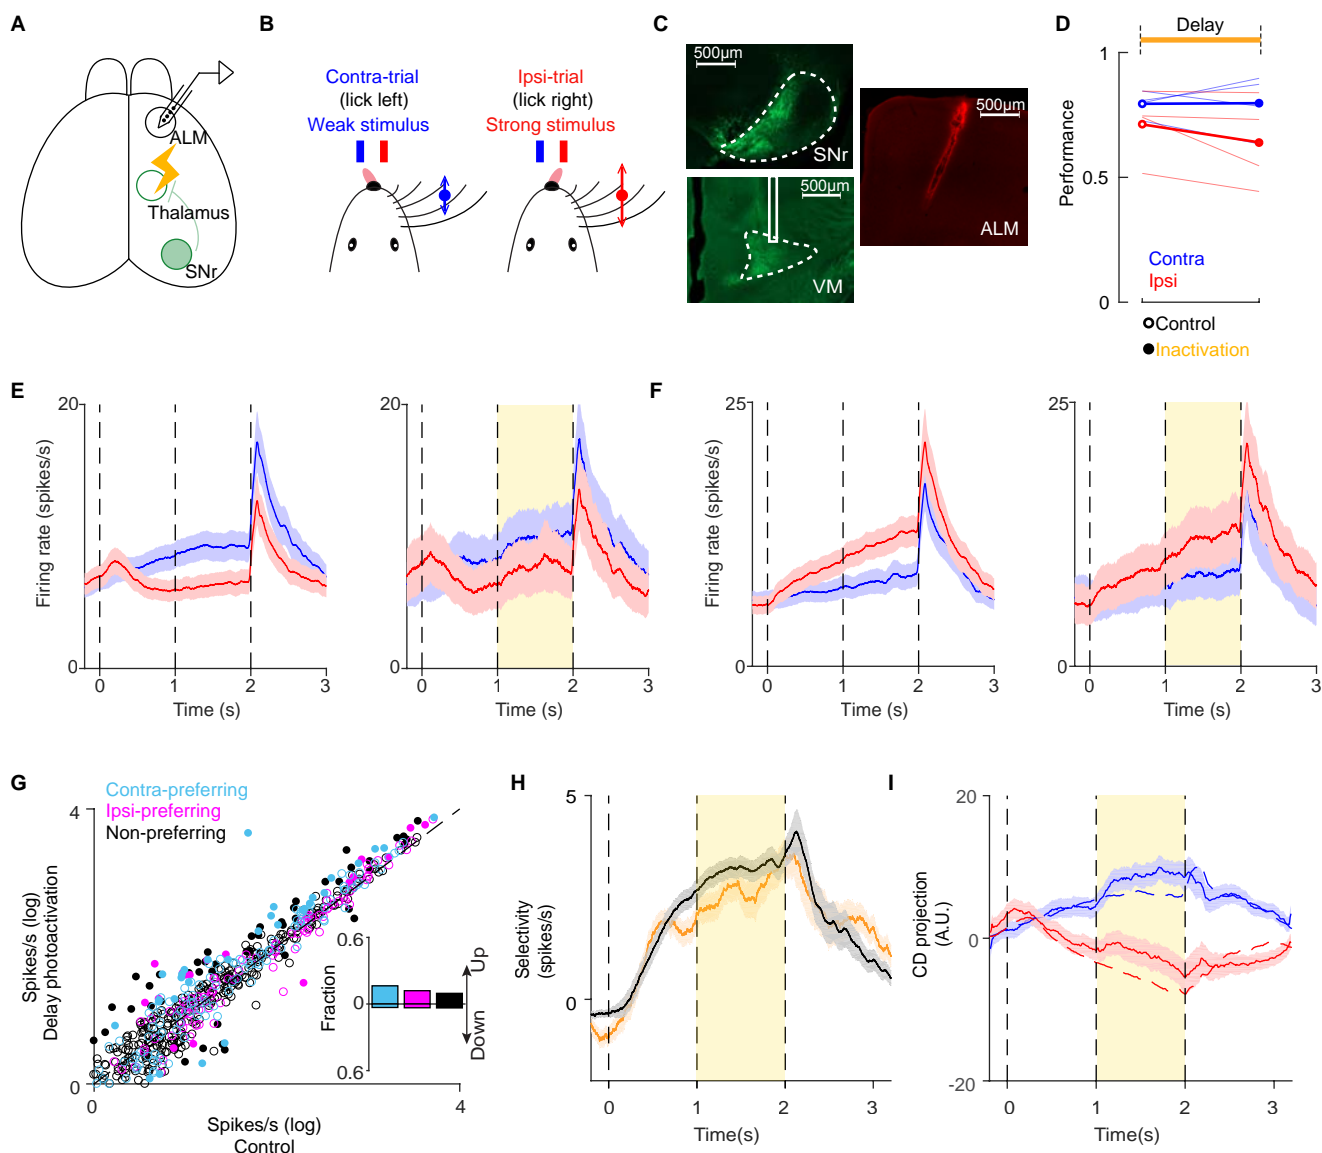 A
ALM
Thalamus
SNr
B
Contra-trial
(lick left)
Weak stimulus
Ipsi-trial
(lick right)
Strong stimulus
C
500µm
SNr
500µm
VM
500µm
ALM
D
Delay
1
0.5
0
Performance
Contra
Ipsi
Control
Inactivation
E
20
0
Firing rate (spikes/s)
0 1 2 3
Time (s)
20
0
0 1 2 3
Time (s)
F
25
0
Firing rate (spikes/s)
0 1 2 3
Time (s)
25
0
0 1 2 3
Time (s)
G
Contra-preferring
Ipsi-preferring
Non-preferring
4
0
Spikes/s (log)
Delay photoactivation
0 4
Spikes/s (log)
Control
0.6
0
0.6
Fraction
Up
Down
H
5
0
Selectivity
(spikes/s)
0 1 2 3
Time(s)
I
20
0
-20
CD projection
(A.U.)
0 1 2 3
Time(s)